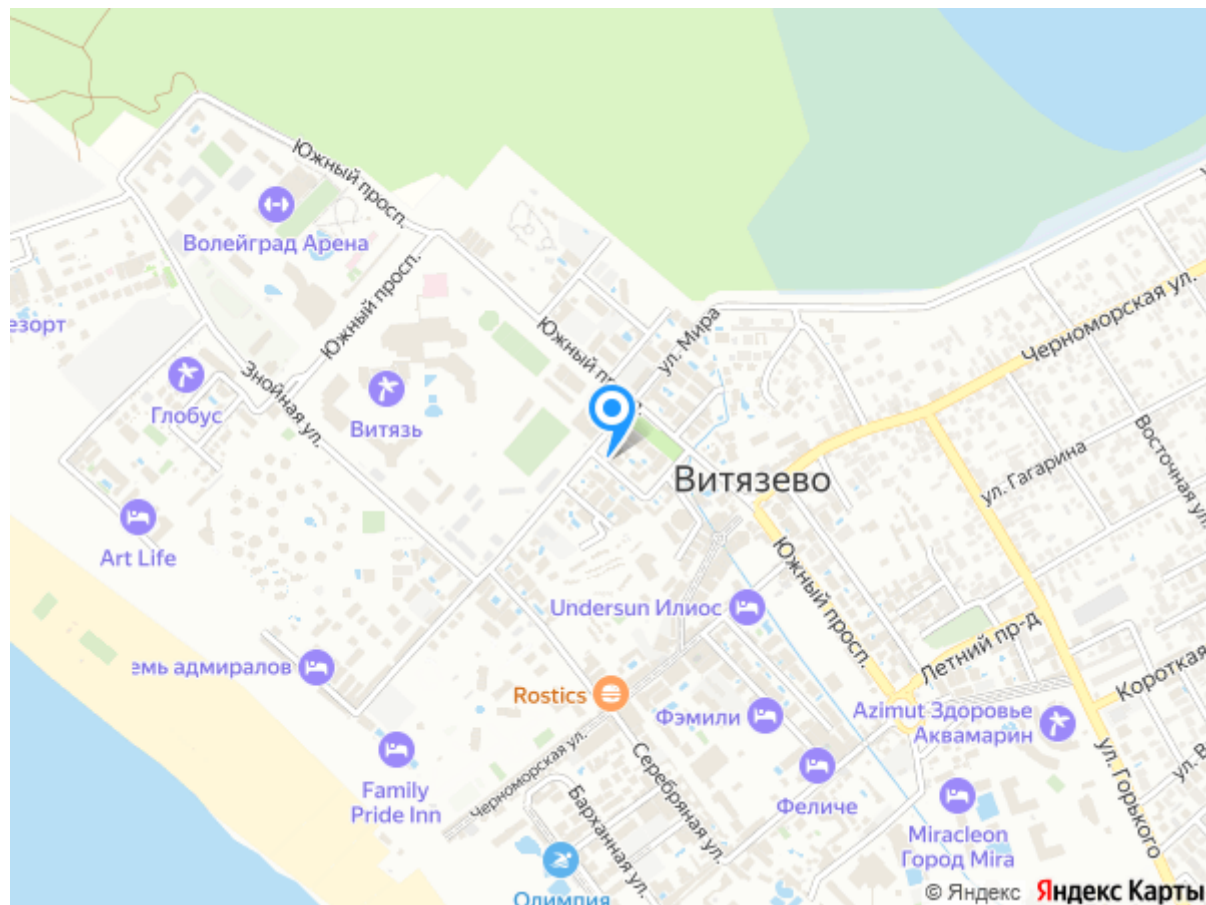 Южный просп.
Волейград Арена
Южный просп.
езорт
Глобус
Знойная ул.
Витязь
Южный пр
ул. Мира
Черноморская ул.
Восточная ул.
ул. Гагарина
Витязево
Art Life
Undersun Илиос
Южный просп.
Летний пр-д
Короткая
емь адмиралов
Rostics
Фэмили
Azimut Здоровье
Аквамарин
Family
Pride Inn
Черноморская ул.
Серебряная ул.
Барханная ул.
Феличе
ул. Горького
ул. В
Miracleon
Город Mira
Олимпия
© Яндекс Яндекс Карты